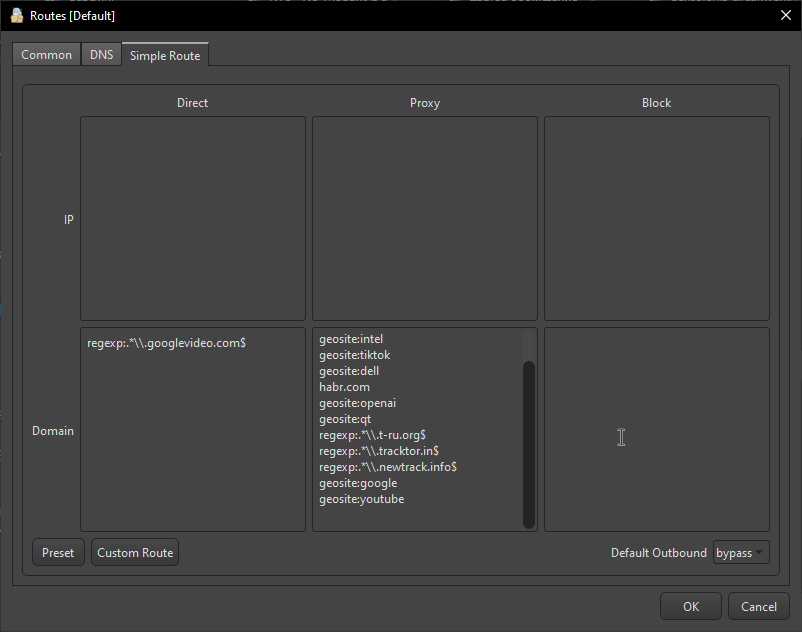 Routes [Default]
Common
DNS
Simple Route
Direct
Proxy
Block
IP
Domain
regexp:.*\\.googlevideo.com$
geosite:intel
geosite:tiktok
geosite:dell
habr.com
geosite:openai
geosite:qt
regexp:.*\\.t-ru.org$
regexp:.*\\.tracktor.in$
regexp:.*\\.newtrack.info$
geosite:google
geosite:youtube
Preset
Custom Route
Default Outbound
bypass
OK
Cancel